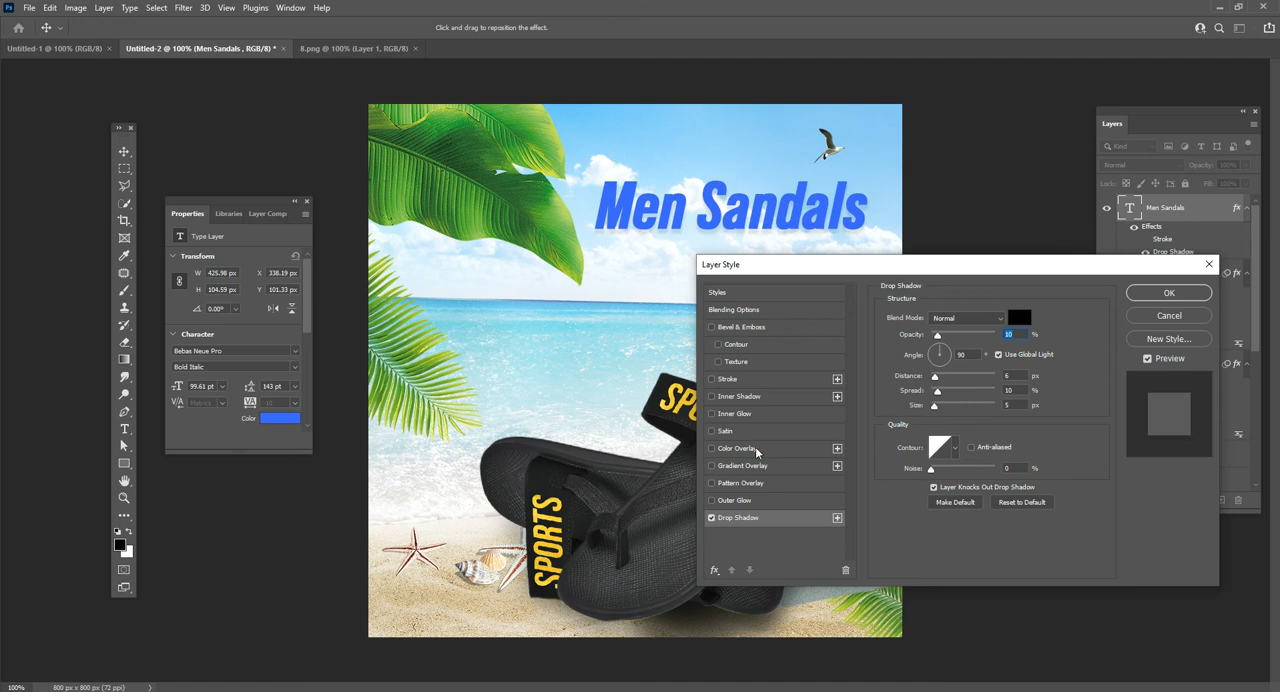 Ps File Edit Image Layer Type Select Filter 3D View Plugins Window Help
Click and drag to reposition the effect.
Untitled-1 @ 100% (RGB/8) × Untitled-2 @ 100% (Men Sandals , RGB/8) * × 8.png @ 100% (Layer 1, RGB/8) ×
Men Sandals
SPO
SPORTS
Properties Libraries Layer Comp
T Type Layer
Transform
W 425.98 px X 338.19 px
H 104.59 px Y 101.33 px
0.00°
Character
Bebas Neue Pro
Bold Italic
99.61 pt 143 pt
Metrics -10
Color
Layer Style
Styles
Blending Options
Bevel & Emboss
Contour
Texture
Stroke
Inner Shadow
Inner Glow
Satin
Color Overlay
Gradient Overlay
Pattern Overlay
Outer Glow
Drop Shadow
fx
Drop Shadow
Structure
Blend Mode: Normal
Opacity: 10 %
Angle: 90 ° Use Global Light
Distance: 6 px
Spread: 10 %
Size: 5 px
Quality
Contour: Anti-aliased
Noise: 0 %
Layer Knocks Out Drop Shadow
Make Default Reset to Default
OK
Cancel
New Style...
Preview
Layers
Kind
Normal Opacity: 100%
Lock: Fill: 100%
T Men Sandals fx
Effects
Stroke
Drop Shadow
fx
fx
100% 800 px x 800 px (72 ppi)